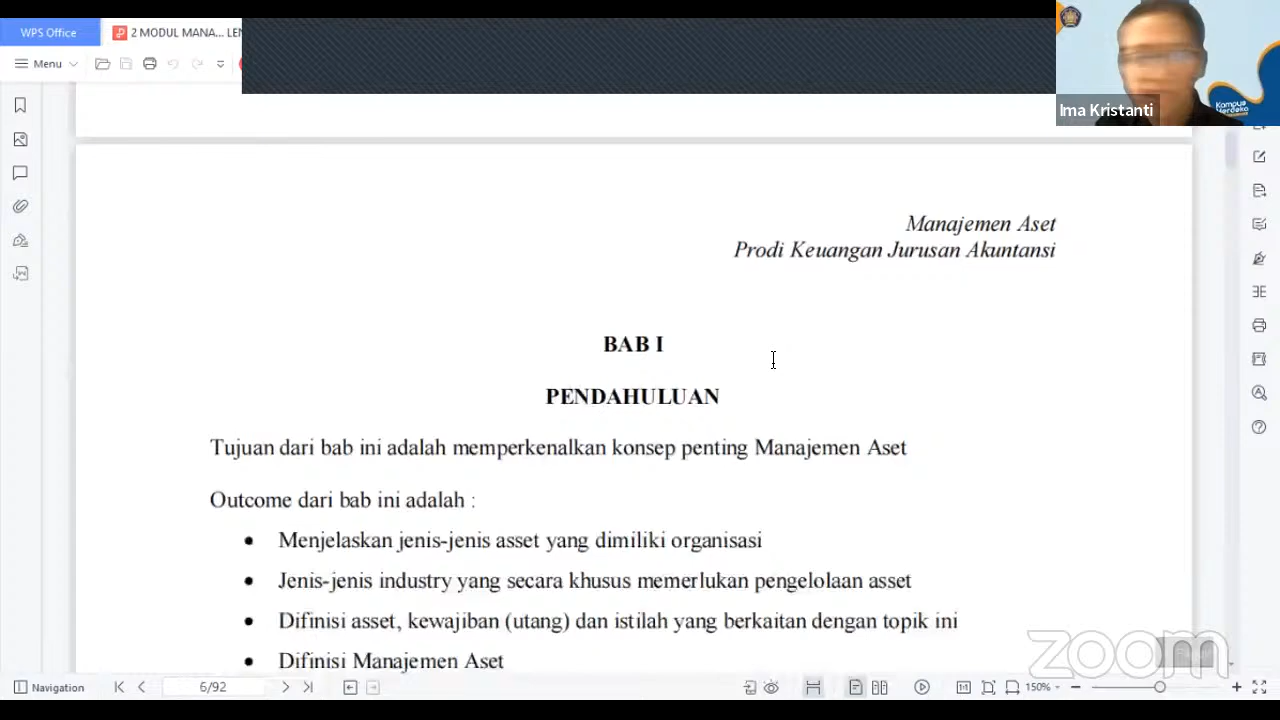 WPS Office
2 MODUL MANA... LEN
Menu
Ima Kristanti
Kampus
Merdeka
Manajemen Aset
Prodi Keuangan Jurusan Akuntansi
BAB I
PENDAHULUAN
Tujuan dari bab ini adalah memperkenalkan konsep penting Manajemen Aset
Outcome dari bab ini adalah :
• Menjelaskan jenis-jenis asset yang dimiliki organisasi
• Jenis-jenis industry yang secara khusus memerlukan pengelolaan asset
• Difinisi asset, kewajiban (utang) dan istilah yang berkaitan dengan topik ini
• Difinisi Manajemen Aset
zoom
Navigation
6/92
150%